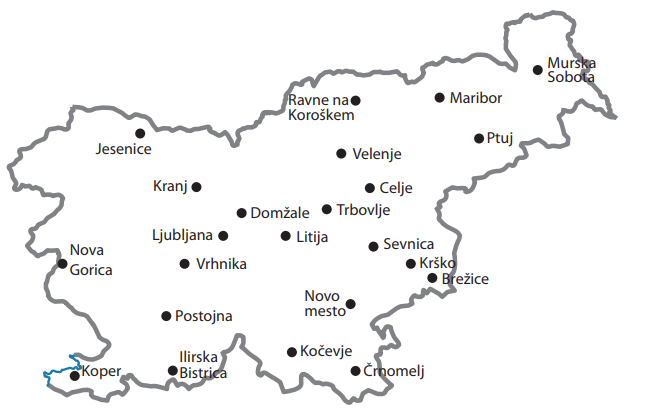 Murska
Sobota
Ravne na
Koroškem
Maribor
Ptuj
Jesenice
Velenje
Kranj
Celje
Domžale
Trbovlje
Ljubljana
Litija
Sevnica
Nova
Gorica
Vrhnika
Krško
Brežice
Novo
mesto
Postojna
Kočevje
Ilirska
Bistrica
Koper
Črnomelj